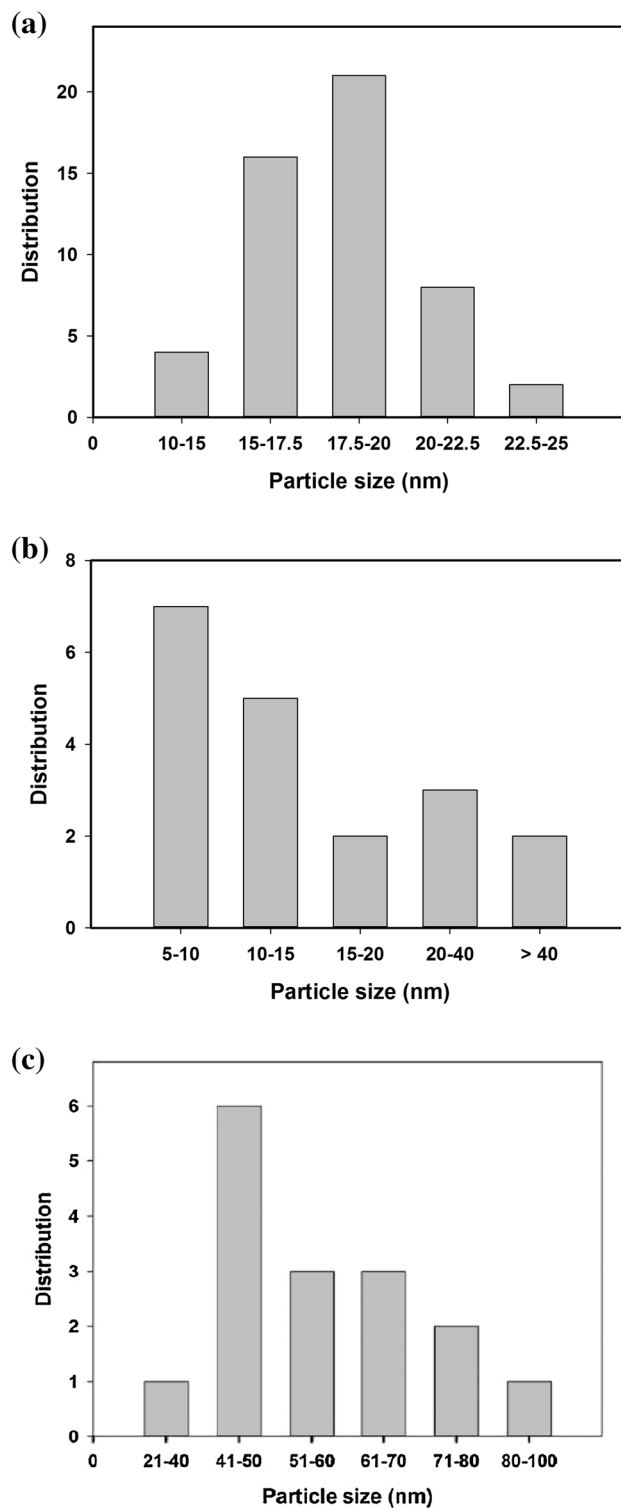 (a)
20
15
10
5
0
Distribution
0 10-15 15-17.5 17.5-20 20-22.5 22.5-25
Particle size (nm)
(b)
8
6
4
2
0
Distribution
5-10 10-15 15-20 20-40 > 40
Particle size (nm)
(c)
6
5
4
3
2
1
0
Distribution
0 21-40 41-50 51-60 61-70 71-80 80-100
Particle size (nm)